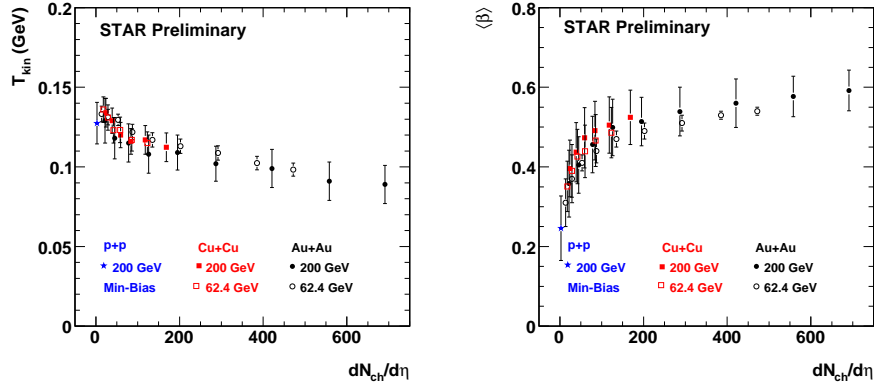 STAR Preliminary
T_kin (GeV)
0.2
0.15
0.1
0.05
0
p+p
Cu+Cu
Au+Au
200 GeV
200 GeV
200 GeV
Min-Bias
62.4 GeV
62.4 GeV
0
200
400
600
dN_ch/dη
STAR Preliminary
⟨β⟩
0.8
0.6
0.4
0.2
0
p+p
Cu+Cu
Au+Au
200 GeV
200 GeV
200 GeV
Min-Bias
62.4 GeV
62.4 GeV
0
200
400
600
dN_ch/dη